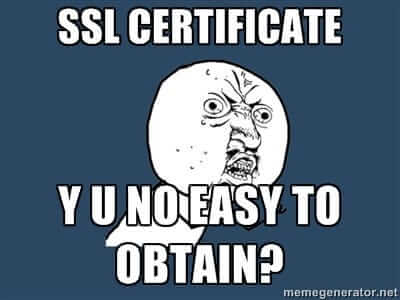 SSL CERTIFICATE
Y U NO EASY TO
OBTAIN?
memegenerator.net